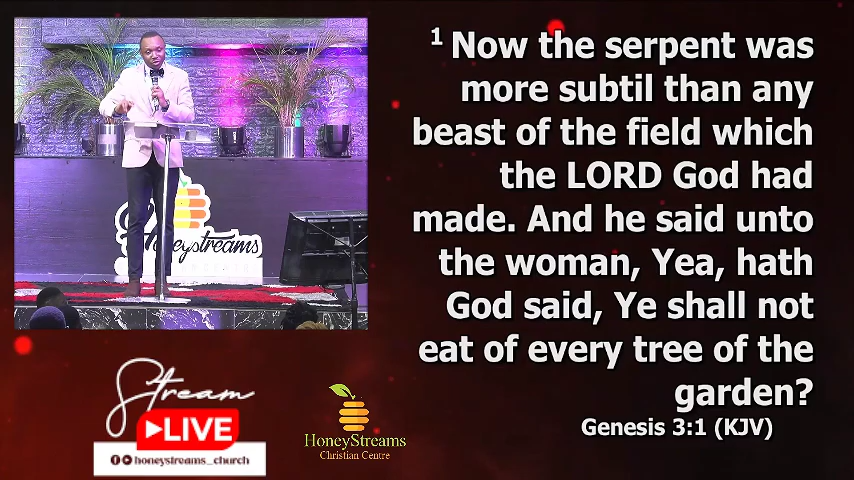 1 Now the serpent was
more subtil than any
beast of the field which
the LORD God had
made. And he said unto
the woman, Yea, hath
God said, Ye shall not
eat of every tree of the
garden?
Genesis 3:1 (KJV)
Honeystreams
Stream
LIVE
honeystreams_church
HoneyStreams
Christian Centre